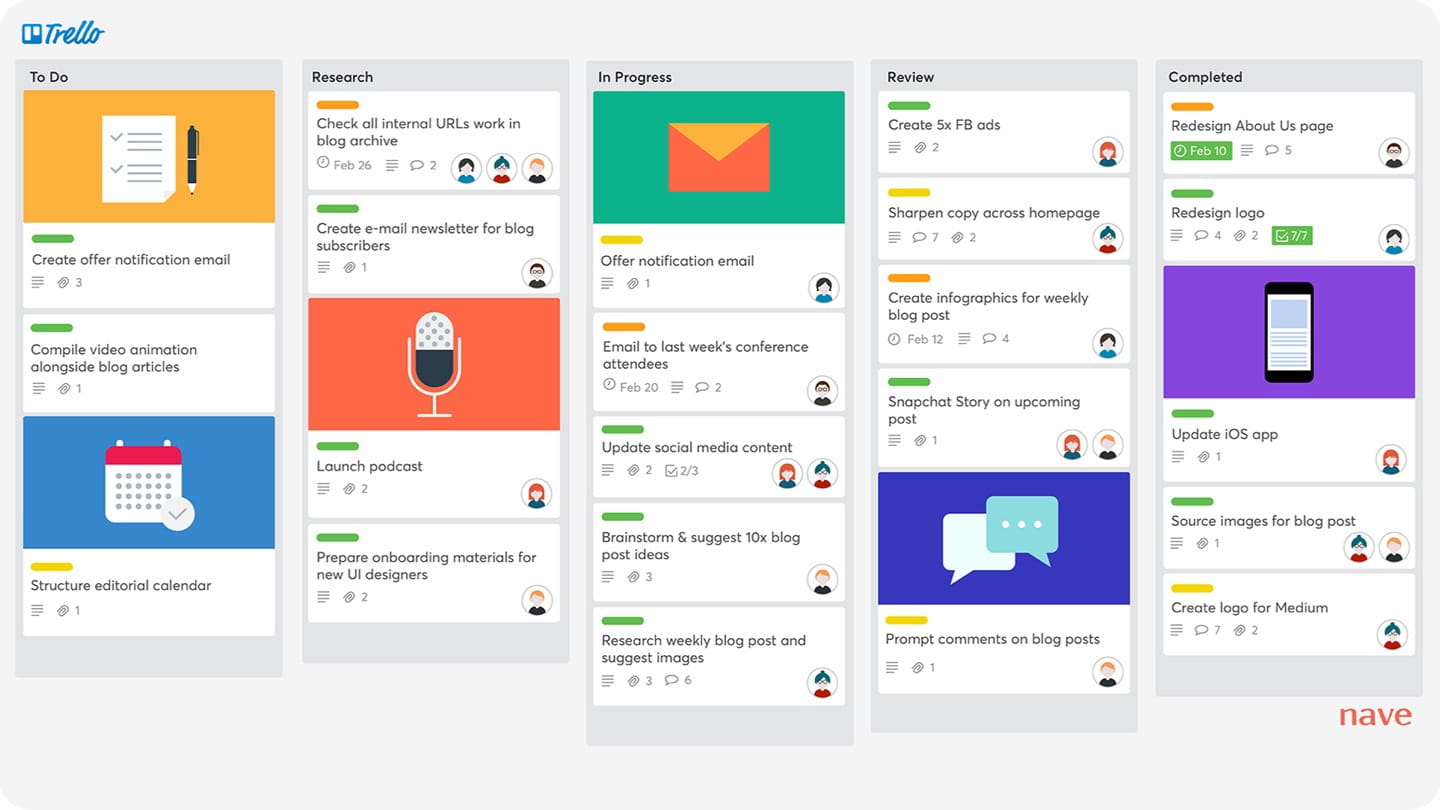 Trello
To Do
Create offer notification email
3
Compile video animation
alongside blog articles
1
Structure editorial calendar
1
Research
Check all internal URLs work in
blog archive
Feb 26 2
Create e-mail newsletter for blog
subscribers
1
Launch podcast
2
Prepare onboarding materials for
new UI designers
2
In Progress
Offer notification email
1
Email to last week's conference
attendees
Feb 20 2
Update social media content
2 2/3
Brainstorm & suggest 10x blog
post ideas
3
Research weekly blog post and
suggest images
3 6
Review
Create 5x FB ads
2
Sharpen copy across homepage
7 2
Create infographics for weekly
blog post
Feb 12 4
Snapchat Story on upcoming
post
1
Prompt comments on blog posts
1
Completed
Redesign About Us page
Feb 10 5
Redesign logo
4 2 7/7
Update iOS app
1
Source images for blog post
1
Create logo for Medium
7 2
nave